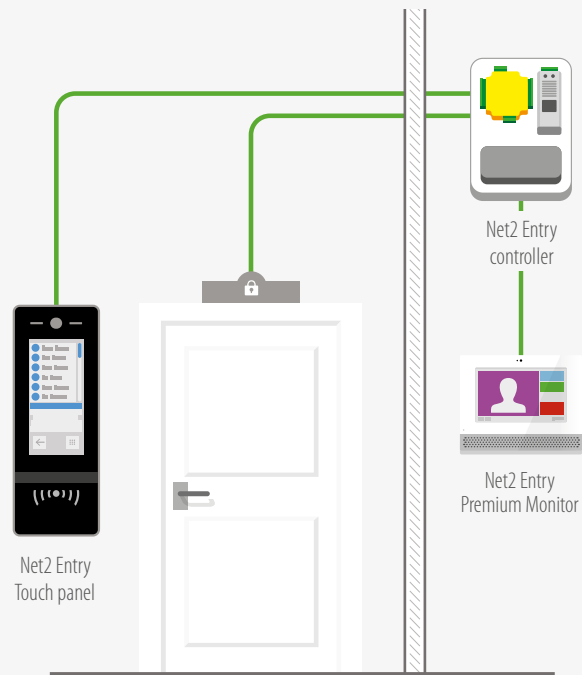 Net2 Entry
controller
Net2 Entry
Premium Monitor
Net2 Entry
Touch panel